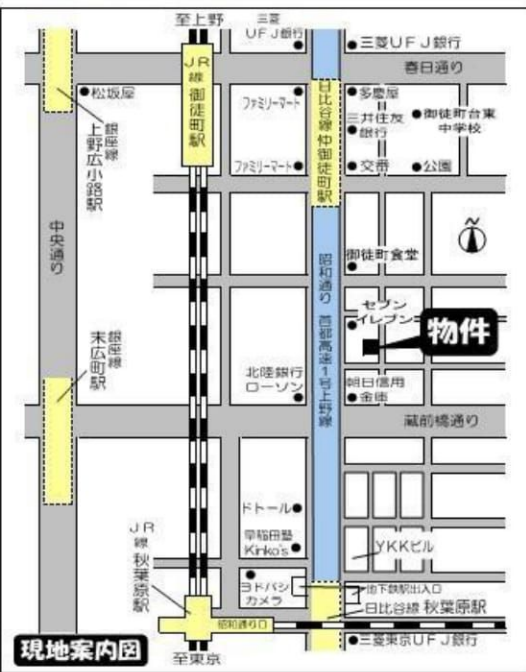 至上野
三菱
UFJ銀行
三菱UFJ銀行
春日通り
JR線 御徒町駅
松坂屋
銀座線
上野広小路駅
ファミリーマート
日比谷線 仲御徒町駅
多慶屋
三井住友
銀行
御徒町台東
中学校
ファミリーマート
交番
公園
中央通り
昭和通り 首都高速1号上野線
御徒町食堂
セブン
イレブン
物件
銀座線
末広町駅
北陸銀行
ローソン
朝日信用
金庫
蔵前橋通り
ドトール
早稲田塾
Kinko's
YKKビル
JR線 秋葉原駅
ヨドバシ
カメラ
地下鉄駅出入口
日比谷線 秋葉原駅
昭和通り口
三菱東京UFJ銀行
現地案内図
至東京